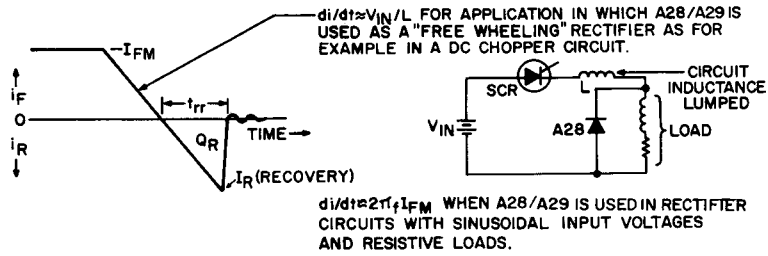 di/dt≈VIN/L FOR APPLICATION IN WHICH A28/A29 IS
USED AS A "FREE WHEELING" RECTIFIER AS FOR
EXAMPLE IN A DC CHOPPER CIRCUIT.
IFM
trr
iF
0
iR
QR
TIME
IR (RECOVERY)
SCR
L
CIRCUIT
INDUCTANCE
LUMPED
VIN
A28
LOAD
di/dt≈2πfIFM WHEN A28/A29 IS USED IN RECTIFIER
CIRCUITS WITH SINUSOIDAL INPUT VOLTAGES
AND RESISTIVE LOADS.